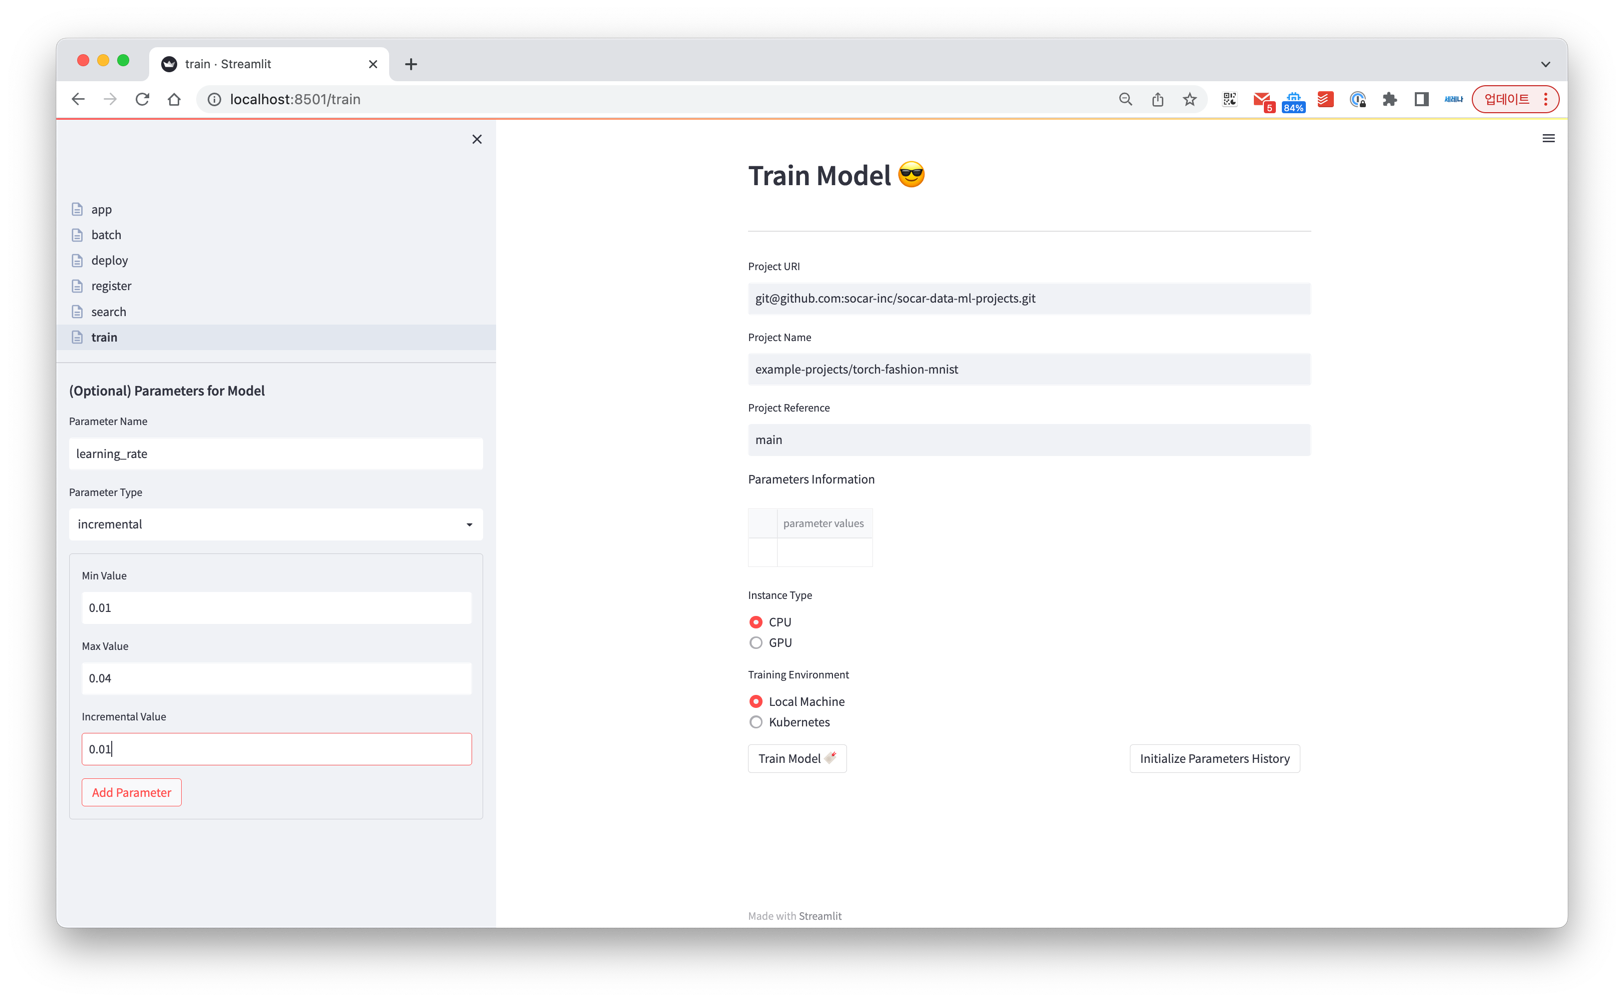 train · Streamlit
localhost:8501/train
5
84%
업데이트
app
batch
deploy
register
search
train
(Optional) Parameters for Model
Parameter Name
learning_rate
Parameter Type
incremental
Min Value
0.01
Max Value
0.04
Incremental Value
0.01
Add Parameter
Train Model
Project URI
git@github.com:socar-inc/socar-data-ml-projects.git
Project Name
example-projects/torch-fashion-mnist
Project Reference
main
Parameters Information
parameter values
Instance Type
CPU
GPU
Training Environment
Local Machine
Kubernetes
Train Model
Initialize Parameters History
Made with Streamlit